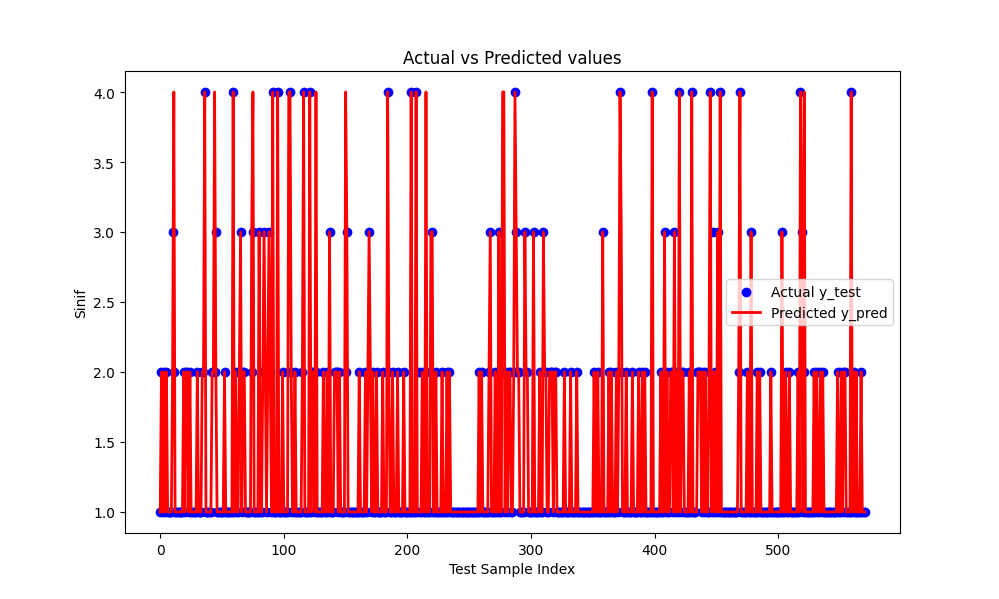 Actual vs Predicted values
4.0
3.5
3.0
2.5
2.0
1.5
1.0
Sinif
Actual y_test
Predicted y_pred
0 100 200 300 400 500
Test Sample Index